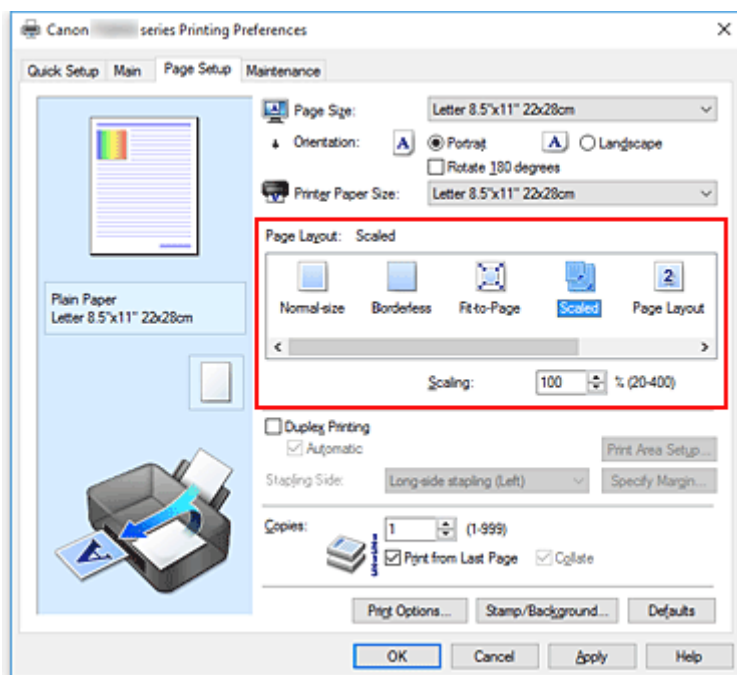 Canon series Printing Preferences
Quick Setup Main Page Setup Maintenance
Page Size: Letter 8.5"x11" 22x28cm
Orientation: A Portrait A Landscape
Rotate 180 degrees
Printer Paper Size: Letter 8.5"x11" 22x28cm
Page Layout: Scaled
Normal-size Borderless Fit-to-Page Scaled Page Layout
Scaling: 100 % (20-400)
Plain Paper
Letter 8.5"x11" 22x28cm
Duplex Printing
Automatic Print Area Setup...
Stapling Side: Long-side stapling (Left) Specify Margin...
Copies: 1 (1-999)
Print from Last Page Collate
Print Options... Stamp/Background... Defaults
OK Cancel Apply Help